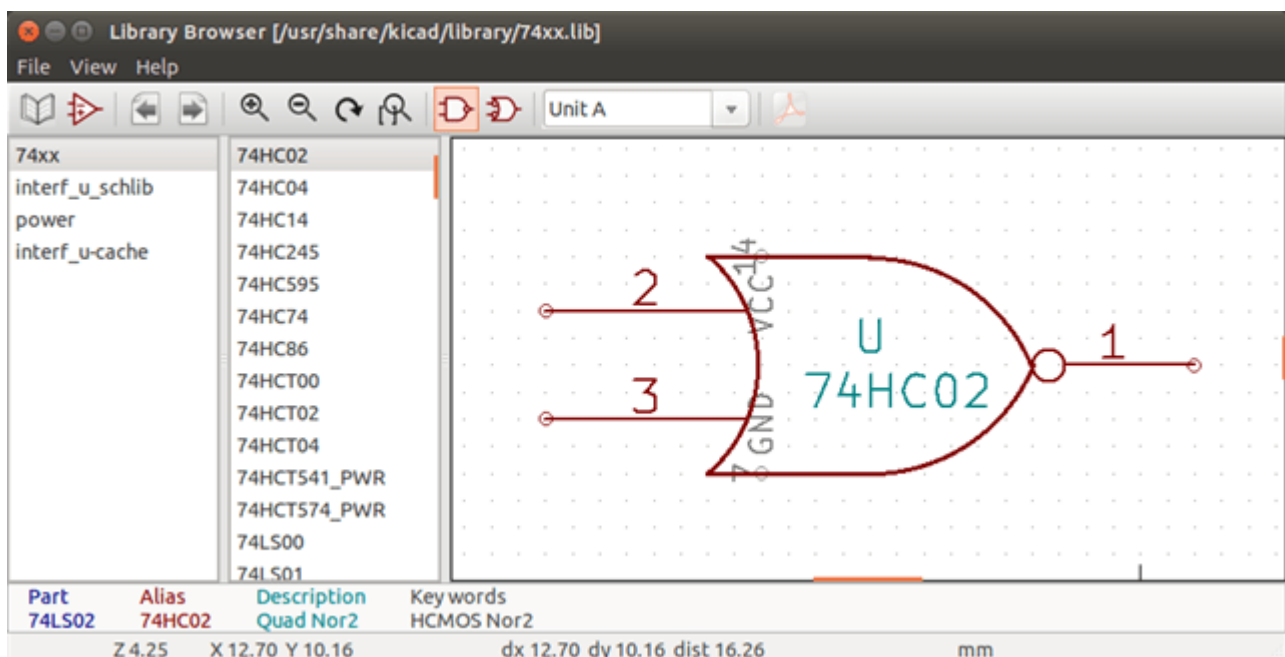 Library Browser [/usr/share/kicad/library/74xx.lib]
File View Help
Unit A
74xx
interf_u_schlib
power
interf_u-cache
74HC02
74HC04
74HC14
74HC245
74HC595
74HC74
74HC86
74HCT00
74HCT02
74HCT04
74HCT541_PWR
74HCT574_PWR
74LS00
74LS01
14
VCC
2
3
GND
7
U
74HC02
1
Part Alias Description Key words
74LS02 74HC02 Quad Nor2 HCMOS Nor2
Z 4.25 X 12.70 Y 10.16 dx 12.70 dy 10.16 dist 16.26 mm